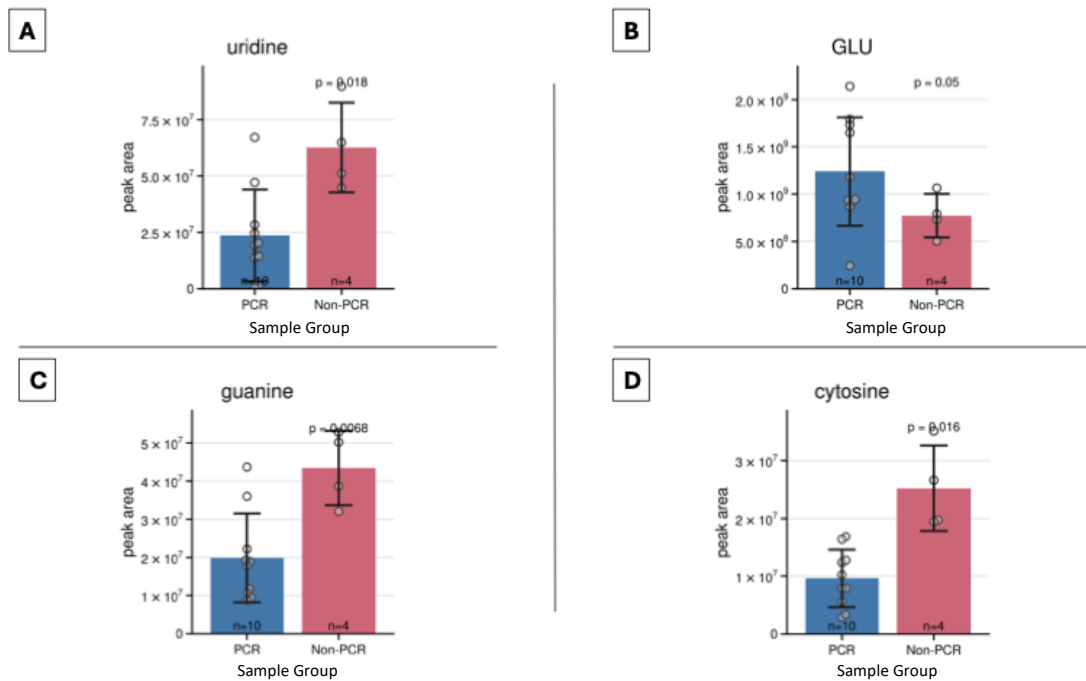 A
uridine
p = 0.018
7.5 × 10⁷
5.0 × 10⁷
2.5 × 10⁷
0
peak area
n=10
n=4
PCR
Non-PCR
Sample Group
B
GLU
p = 0.05
2.0 × 10⁹
1.5 × 10⁹
1.0 × 10⁹
5.0 × 10⁸
0
peak area
n=10
n=4
PCR
Non-PCR
Sample Group
C
guanine
p = 0.0068
5 × 10⁷
4 × 10⁷
3 × 10⁷
2 × 10⁷
1 × 10⁷
0
peak area
n=10
n=4
PCR
Non-PCR
Sample Group
D
cytosine
p = 0.016
3 × 10⁷
2 × 10⁷
1 × 10⁷
0
peak area
n=10
n=4
PCR
Non-PCR
Sample Group